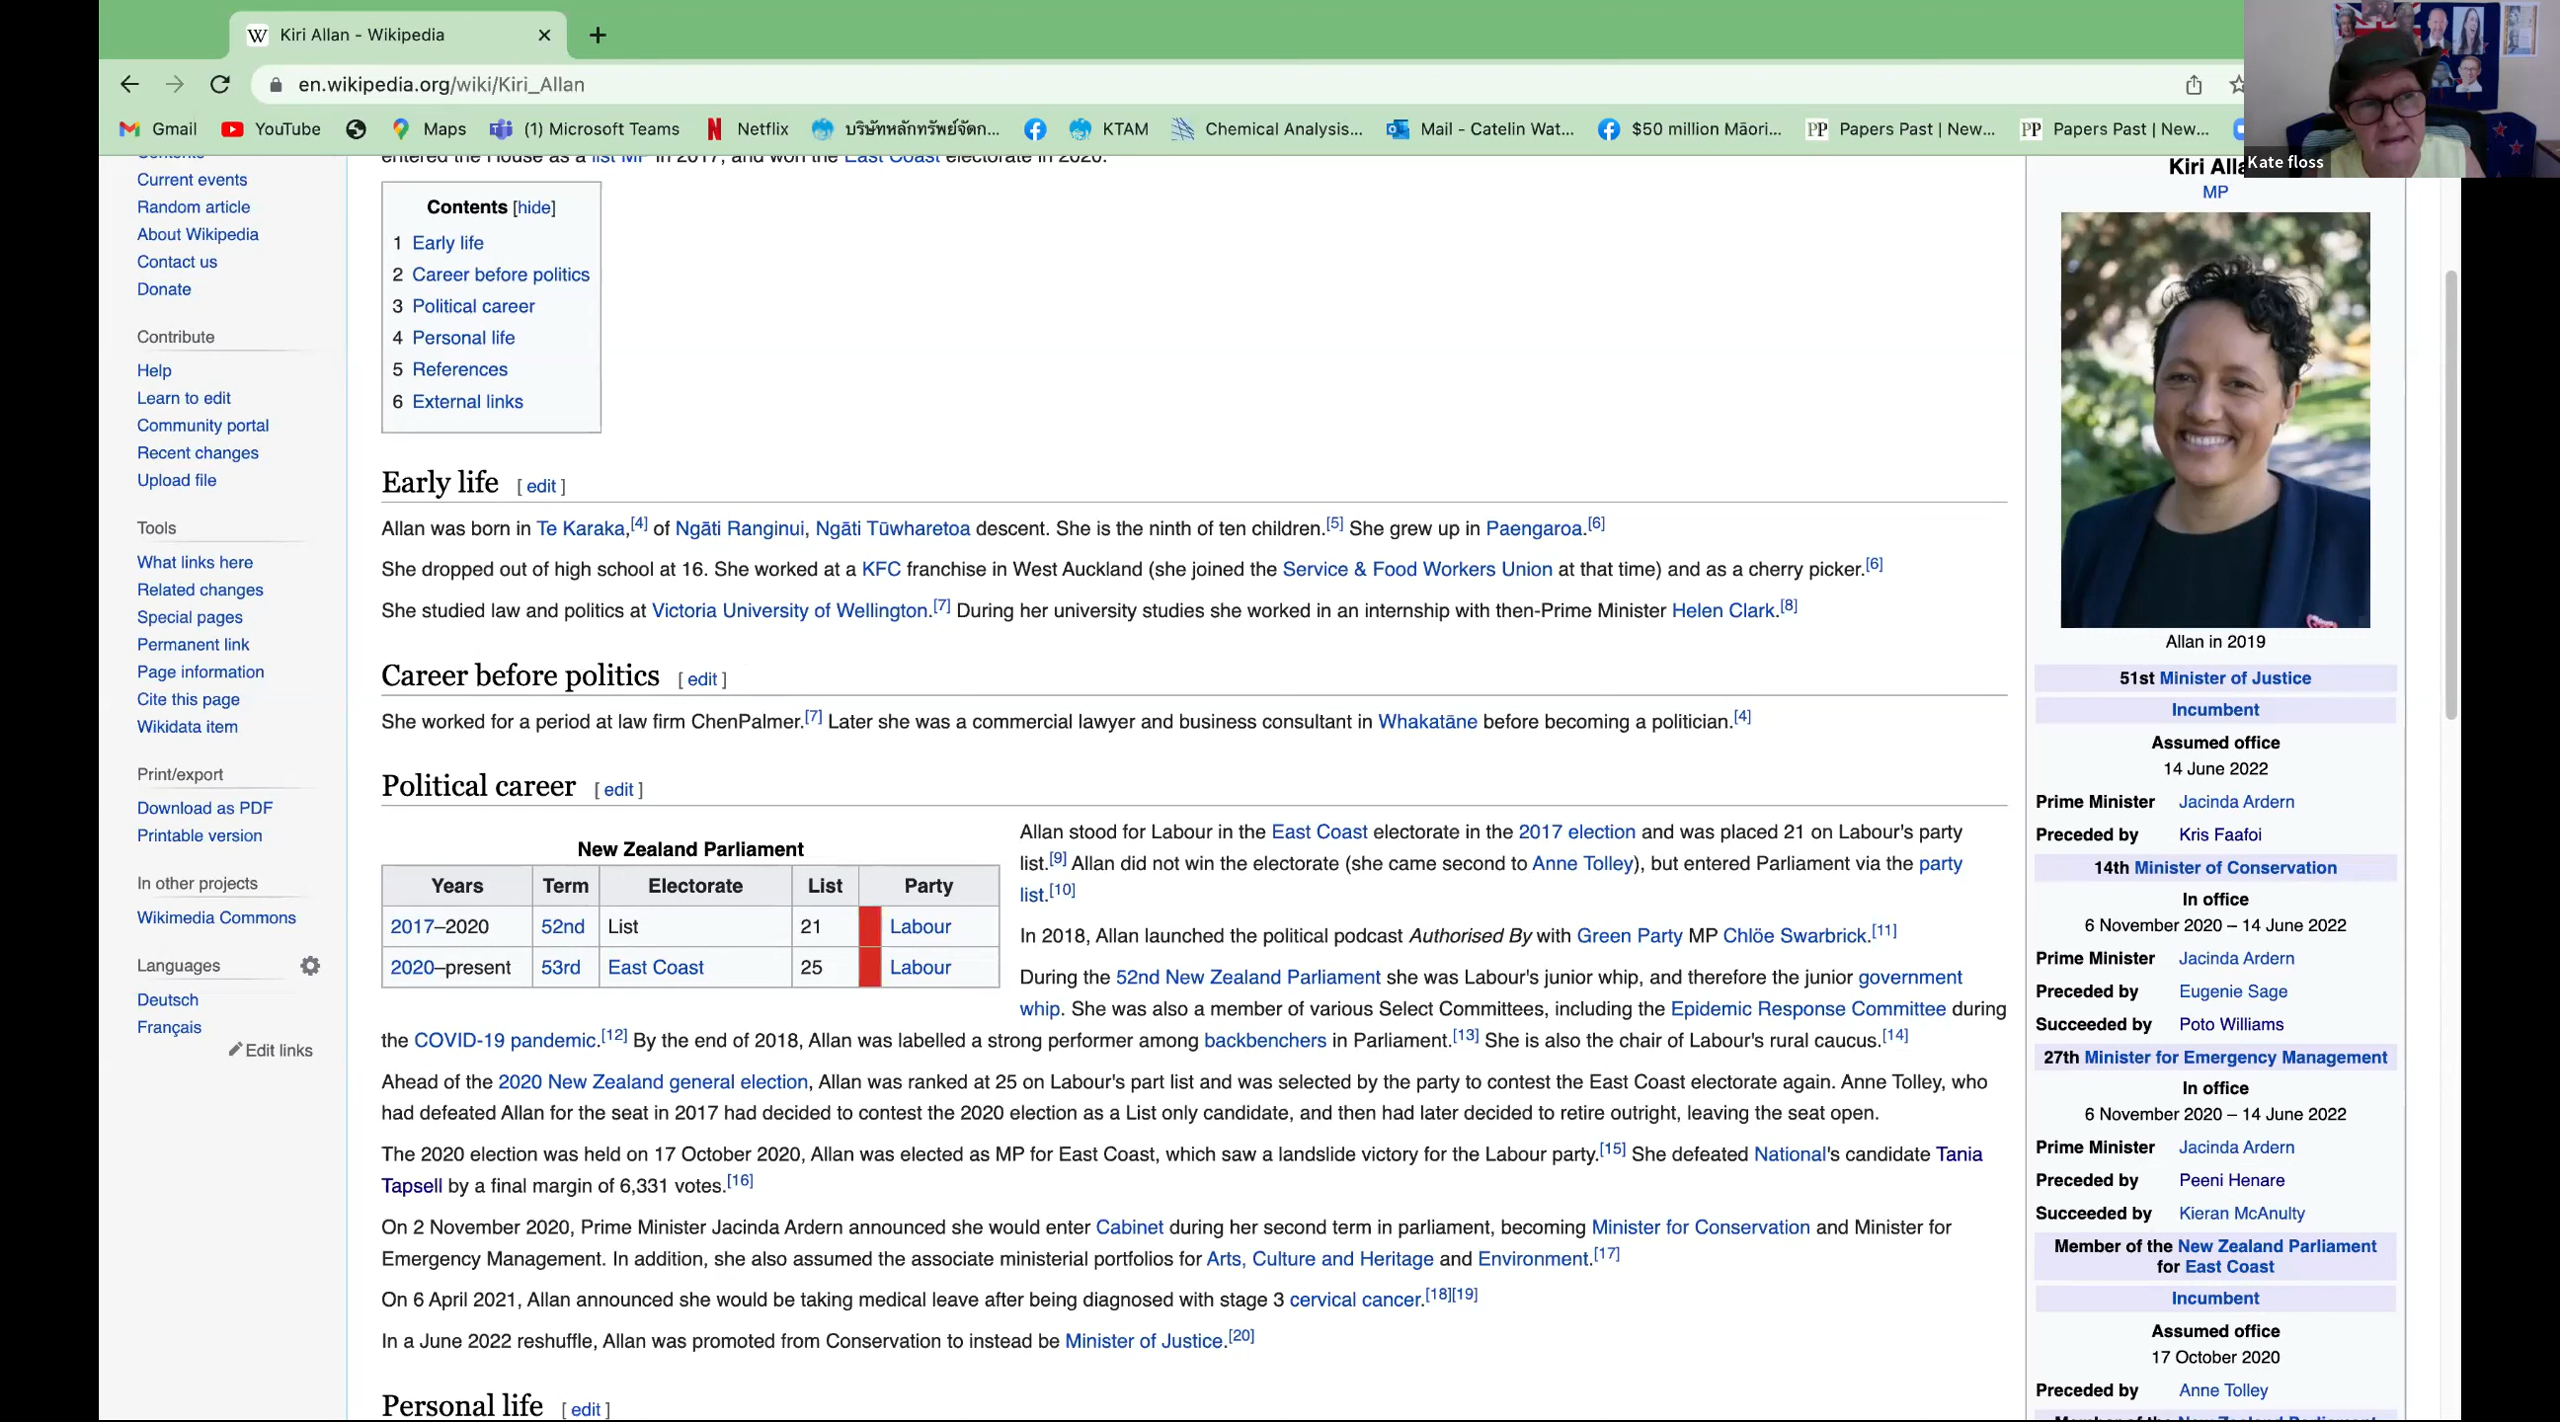 Kiri Allan - Wikipedia
en.wikipedia.org/wiki/Kiri_Allan
Gmail YouTube Maps (1) Microsoft Teams Netflix บริษัทหลักทรัพย์จัดก... KTAM Chemical Analysis... Mail - Catelin Wat... $50 million Māori... Papers Past | New... Papers Past | New...
Kate floss
Contents
Current events
Random article
About Wikipedia
Contact us
Donate
Contribute
Help
Learn to edit
Community portal
Recent changes
Upload file
Tools
What links here
Related changes
Special pages
Permanent link
Page information
Cite this page
Wikidata item
Print/export
Download as PDF
Printable version
In other projects
Wikimedia Commons
Languages
Deutsch
Français
Edit links
entered the House as a list MP in 2017, and won the East Coast electorate in 2020.
Contents [hide]
1 Early life
2 Career before politics
3 Political career
4 Personal life
5 References
6 External links
Early life [ edit ]
Allan was born in Te Karaka,[4] of Ngāti Ranginui, Ngāti Tūwharetoa descent. She is the ninth of ten children.[5] She grew up in Paengaroa.[6]
She dropped out of high school at 16. She worked at a KFC franchise in West Auckland (she joined the Service & Food Workers Union at that time) and as a cherry picker.[6]
She studied law and politics at Victoria University of Wellington.[7] During her university studies she worked in an internship with then-Prime Minister Helen Clark.[8]
Career before politics [ edit ]
She worked for a period at law firm ChenPalmer.[7] Later she was a commercial lawyer and business consultant in Whakatāne before becoming a politician.[4]
Political career [ edit ]
New Zealand Parliament
Years Term Electorate List Party
2017–2020 52nd List 21 Labour
2020–present 53rd East Coast 25 Labour
Allan stood for Labour in the East Coast electorate in the 2017 election and was placed 21 on Labour's party
list.[9] Allan did not win the electorate (she came second to Anne Tolley), but entered Parliament via the party
list.[10]
In 2018, Allan launched the political podcast Authorised By with Green Party MP Chlöe Swarbrick.[11]
During the 52nd New Zealand Parliament she was Labour's junior whip, and therefore the junior government
whip. She was also a member of various Select Committees, including the Epidemic Response Committee during
the COVID-19 pandemic.[12] By the end of 2018, Allan was labelled a strong performer among backbenchers in Parliament.[13] She is also the chair of Labour's rural caucus.[14]
Ahead of the 2020 New Zealand general election, Allan was ranked at 25 on Labour's part list and was selected by the party to contest the East Coast electorate again. Anne Tolley, who
had defeated Allan for the seat in 2017 had decided to contest the 2020 election as a List only candidate, and then had later decided to retire outright, leaving the seat open.
The 2020 election was held on 17 October 2020, Allan was elected as MP for East Coast, which saw a landslide victory for the Labour party.[15] She defeated National's candidate Tania
Tapsell by a final margin of 6,331 votes.[16]
On 2 November 2020, Prime Minister Jacinda Ardern announced she would enter Cabinet during her second term in parliament, becoming Minister for Conservation and Minister for
Emergency Management. In addition, she also assumed the associate ministerial portfolios for Arts, Culture and Heritage and Environment.[17]
On 6 April 2021, Allan announced she would be taking medical leave after being diagnosed with stage 3 cervical cancer.[18][19]
In a June 2022 reshuffle, Allan was promoted from Conservation to instead be Minister of Justice.[20]
Personal life [ edit ]
Kiri Alla
MP
Allan in 2019
51st Minister of Justice
Incumbent
Assumed office
14 June 2022
Prime Minister Jacinda Ardern
Preceded by Kris Faafoi
14th Minister of Conservation
In office
6 November 2020 – 14 June 2022
Prime Minister Jacinda Ardern
Preceded by Eugenie Sage
Succeeded by Poto Williams
27th Minister for Emergency Management
In office
6 November 2020 – 14 June 2022
Prime Minister Jacinda Ardern
Preceded by Peeni Henare
Succeeded by Kieran McAnulty
Member of the New Zealand Parliament
for East Coast
Incumbent
Assumed office
17 October 2020
Preceded by Anne Tolley